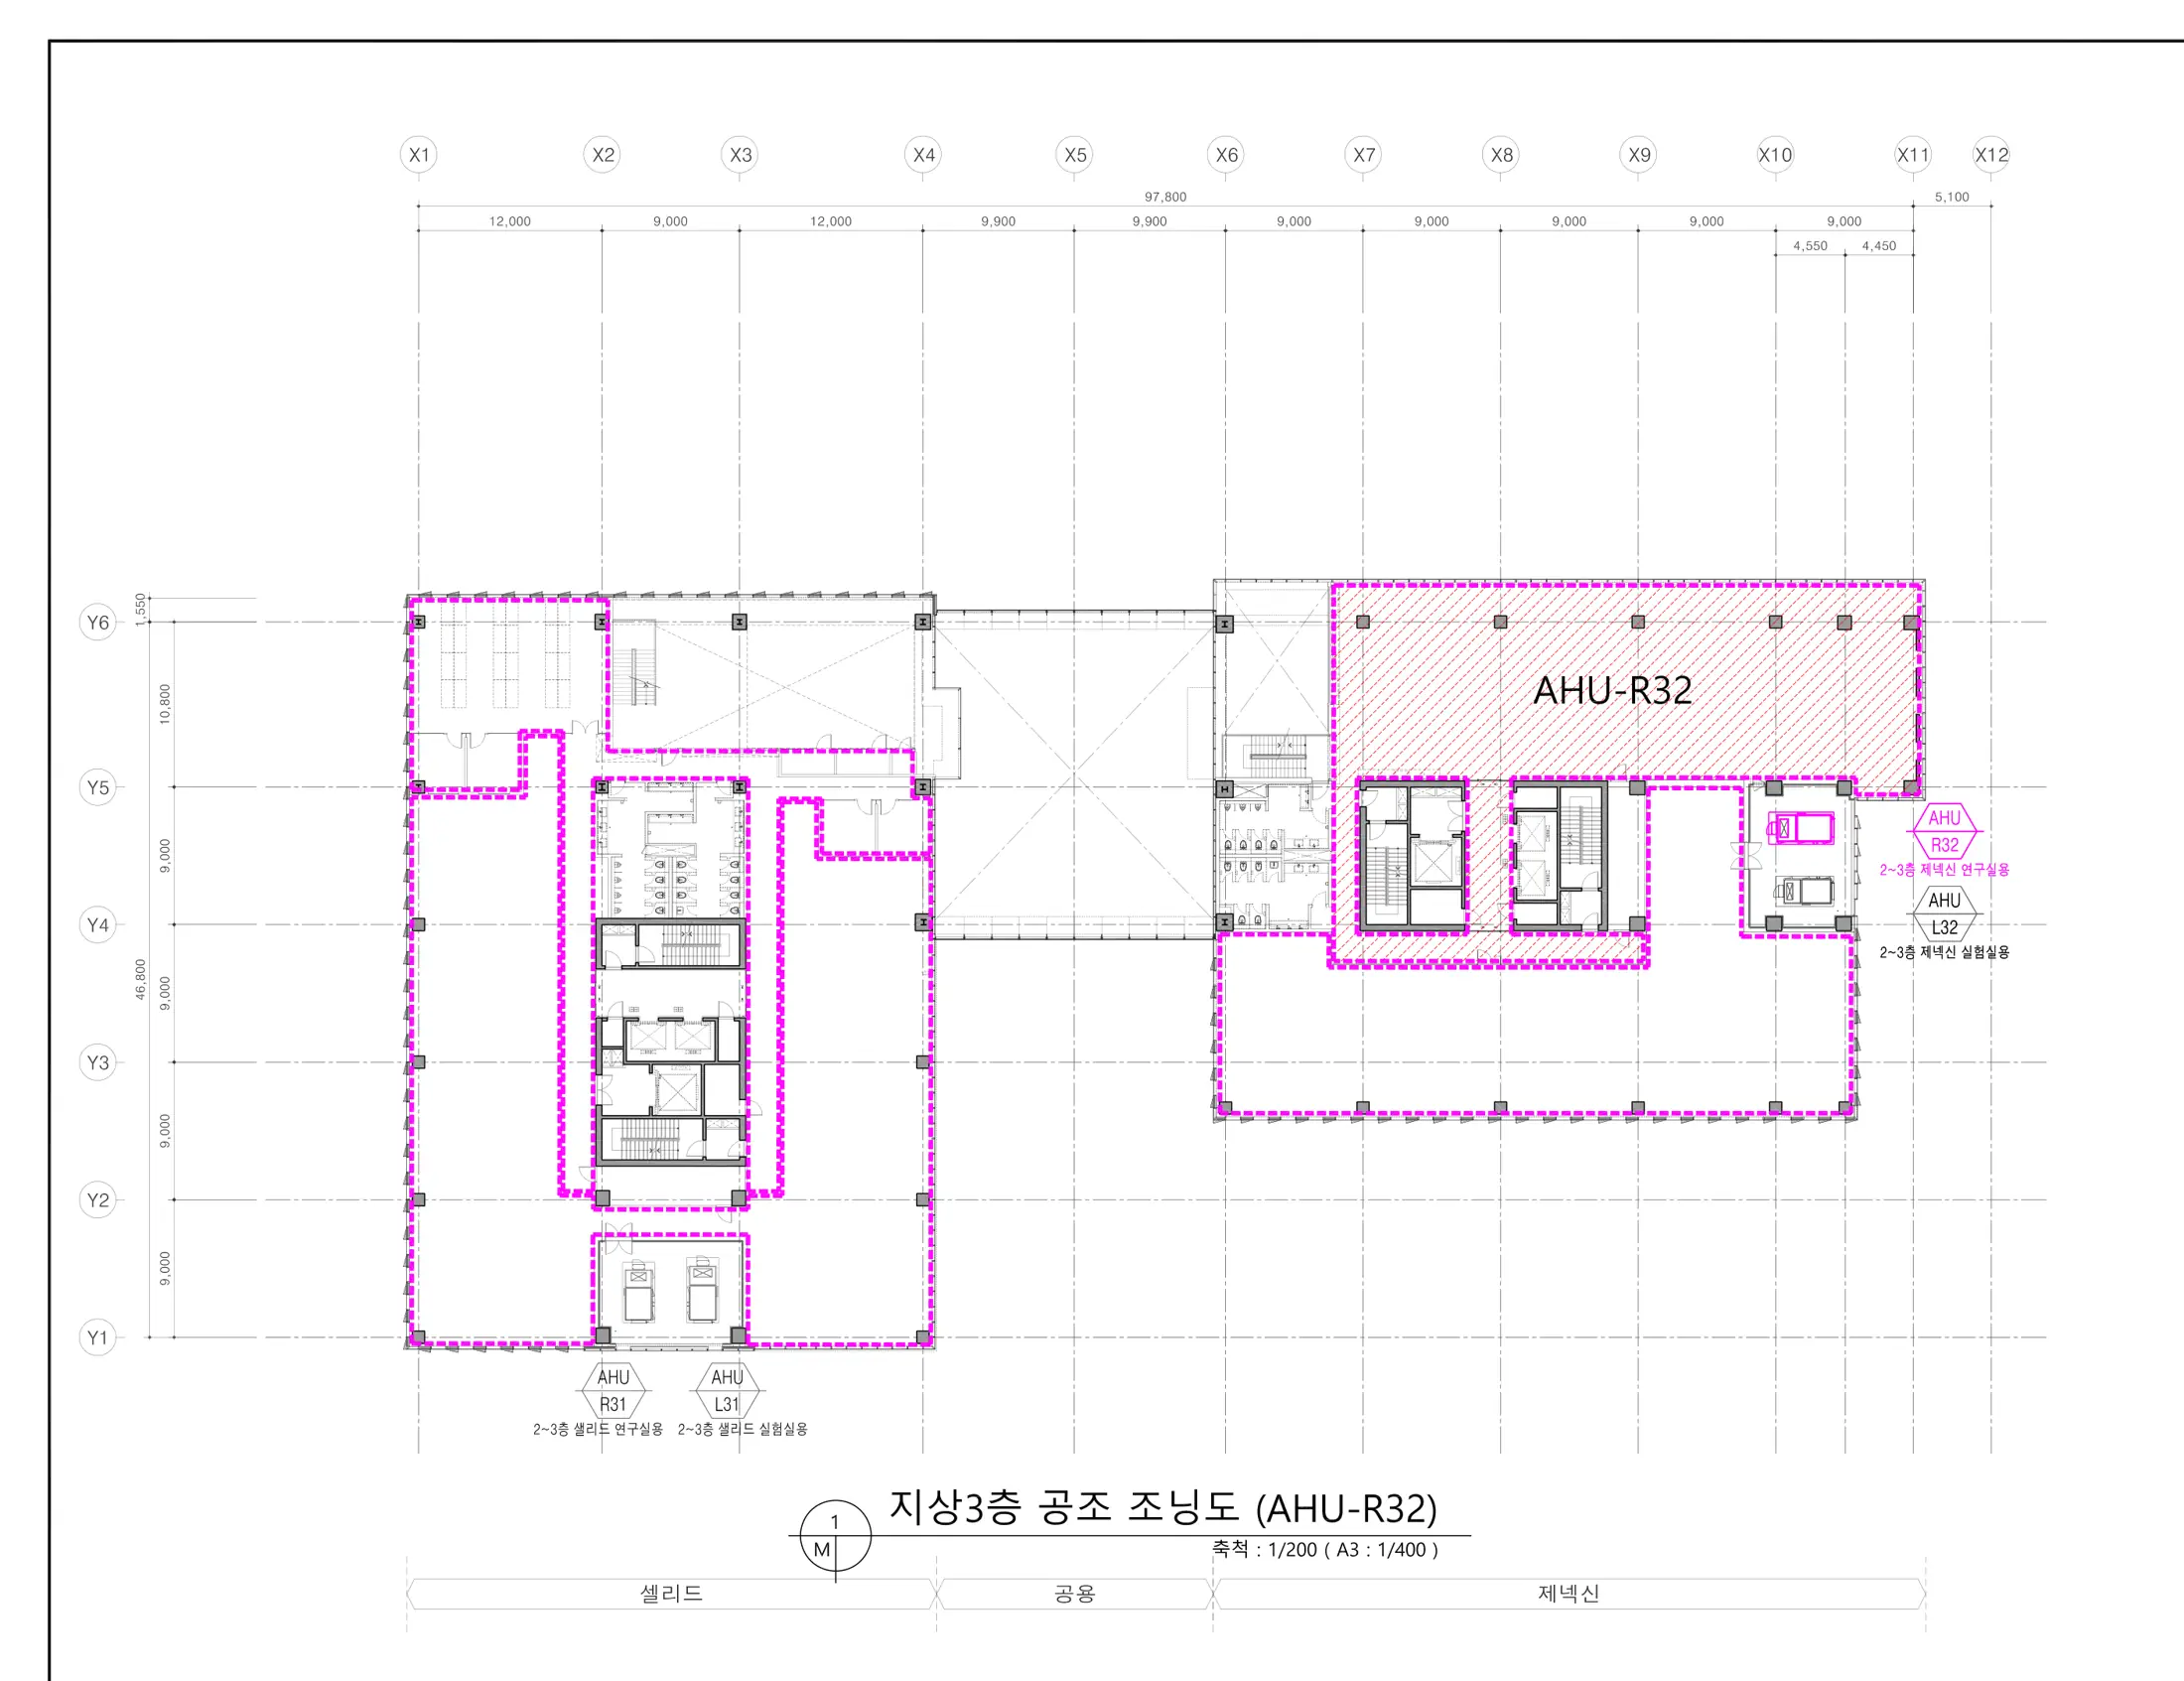 X1 X2 X3 X4 X5 X6 X7 X8 X9 X10 X11 X12
97,800 5,100
12,000 9,000 12,000 9,900 9,900 9,000 9,000 9,000 9,000 9,000
4,550 4,450
1,550
Y6
10,800
AHU-R32
Y5
AHU
R32
2~3층 제넥신 연구실용
9,000
AHU
L32
2~3층 제넥신 실험실용
Y4
46,800
9,000
Y3
9,000
Y2
9,000
Y1
AHU AHU
R31 L31
2~3층 샐리드 연구실용 2~3층 샐리드 실험실용
1
M
지상3층 공조 조닝도 (AHU-R32)
축척 : 1/200 ( A3 : 1/400 )
셀리드 공용 제넥신